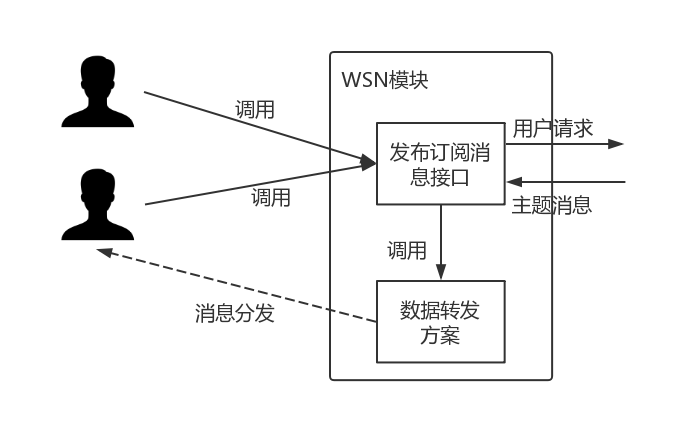 WSN模块
调用
用户请求
发布订阅消
息接口
调用
主题消息
调用
消息分发
数据转发
方案